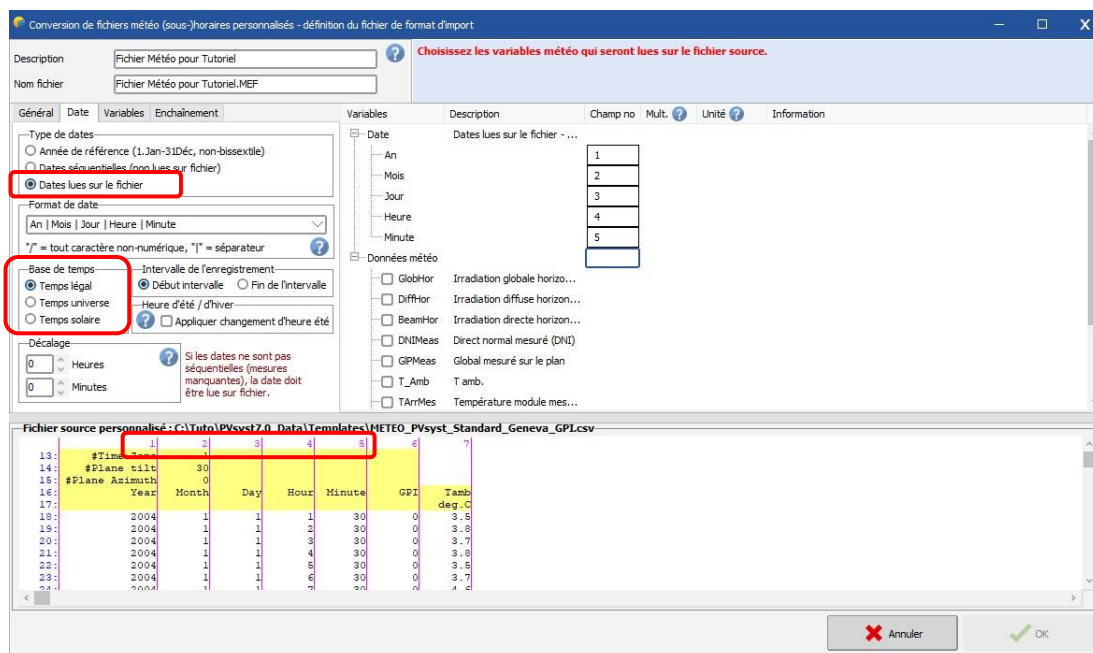 Conversion de fichiers météo (sous-)horaires personnalisés - définition du fichier de format d'import
Description
Fichier Météo pour Tutoriel
Choisissez les variables météo qui seront lues sur le fichier source.
Nom fichier
Fichier Météo pour Tutoriel.MEF
Général Date Variables Enchaînement
Type de dates
Année de référence (1.Jan-31Déc, non-bissextile)
Dates séquentielles (non lues sur fichier)
Dates lues sur le fichier
Format de date
An | Mois | Jour | Heure | Minute
"/" = tout caractère non-numérique, "|" = séparateur
Base de temps
Temps légal
Temps universe
Temps solaire
Intervalle de l'enregistrement
Début intervalle Fin de l'intervalle
Heure d'été / d'hiver
Appliquer changement d'heure été
Décalage
0 Heures
0 Minutes
Si les dates ne sont pas
séquentielles (mesures
manquantes), la date doit
être lue sur fichier.
Variables Description Champ no Mult. Unité Information
Date Dates lues sur le fichier - ...
An 1
Mois 2
Jour 3
Heure 4
Minute 5
Données météo
GlobHor Irradiation globale horizo...
DiffHor Irradiation diffuse horizon...
BeamHor Irradiation directe horizon...
DNIMeas Direct normal mesuré (DNI)
GlPMeas Global mesuré sur le plan
T_Amb T amb.
TArrMes Température module mes...
Fichier source personnalisé : C:\Tuto\PVsyst7.0_Data\Templates\METEO_PVsyst_Standard_Geneva_GPI.csv
1 2 3 4 5 6 7
13: #Time Zone 1
14: #Plane tilt 30
15: #Plane Azimuth 0
16: Year Month Day Hour Minute GPI Tamb
17: deg.C
18: 2004 1 1 1 30 0 3.5
19: 2004 1 1 2 30 0 3.8
20: 2004 1 1 3 30 0 3.7
21: 2004 1 1 4 30 0 3.8
22: 2004 1 1 5 30 0 3.5
23: 2004 1 1 6 30 0 3.7
24: 2004 1 1 7 30 0 4.6
Annuler OK